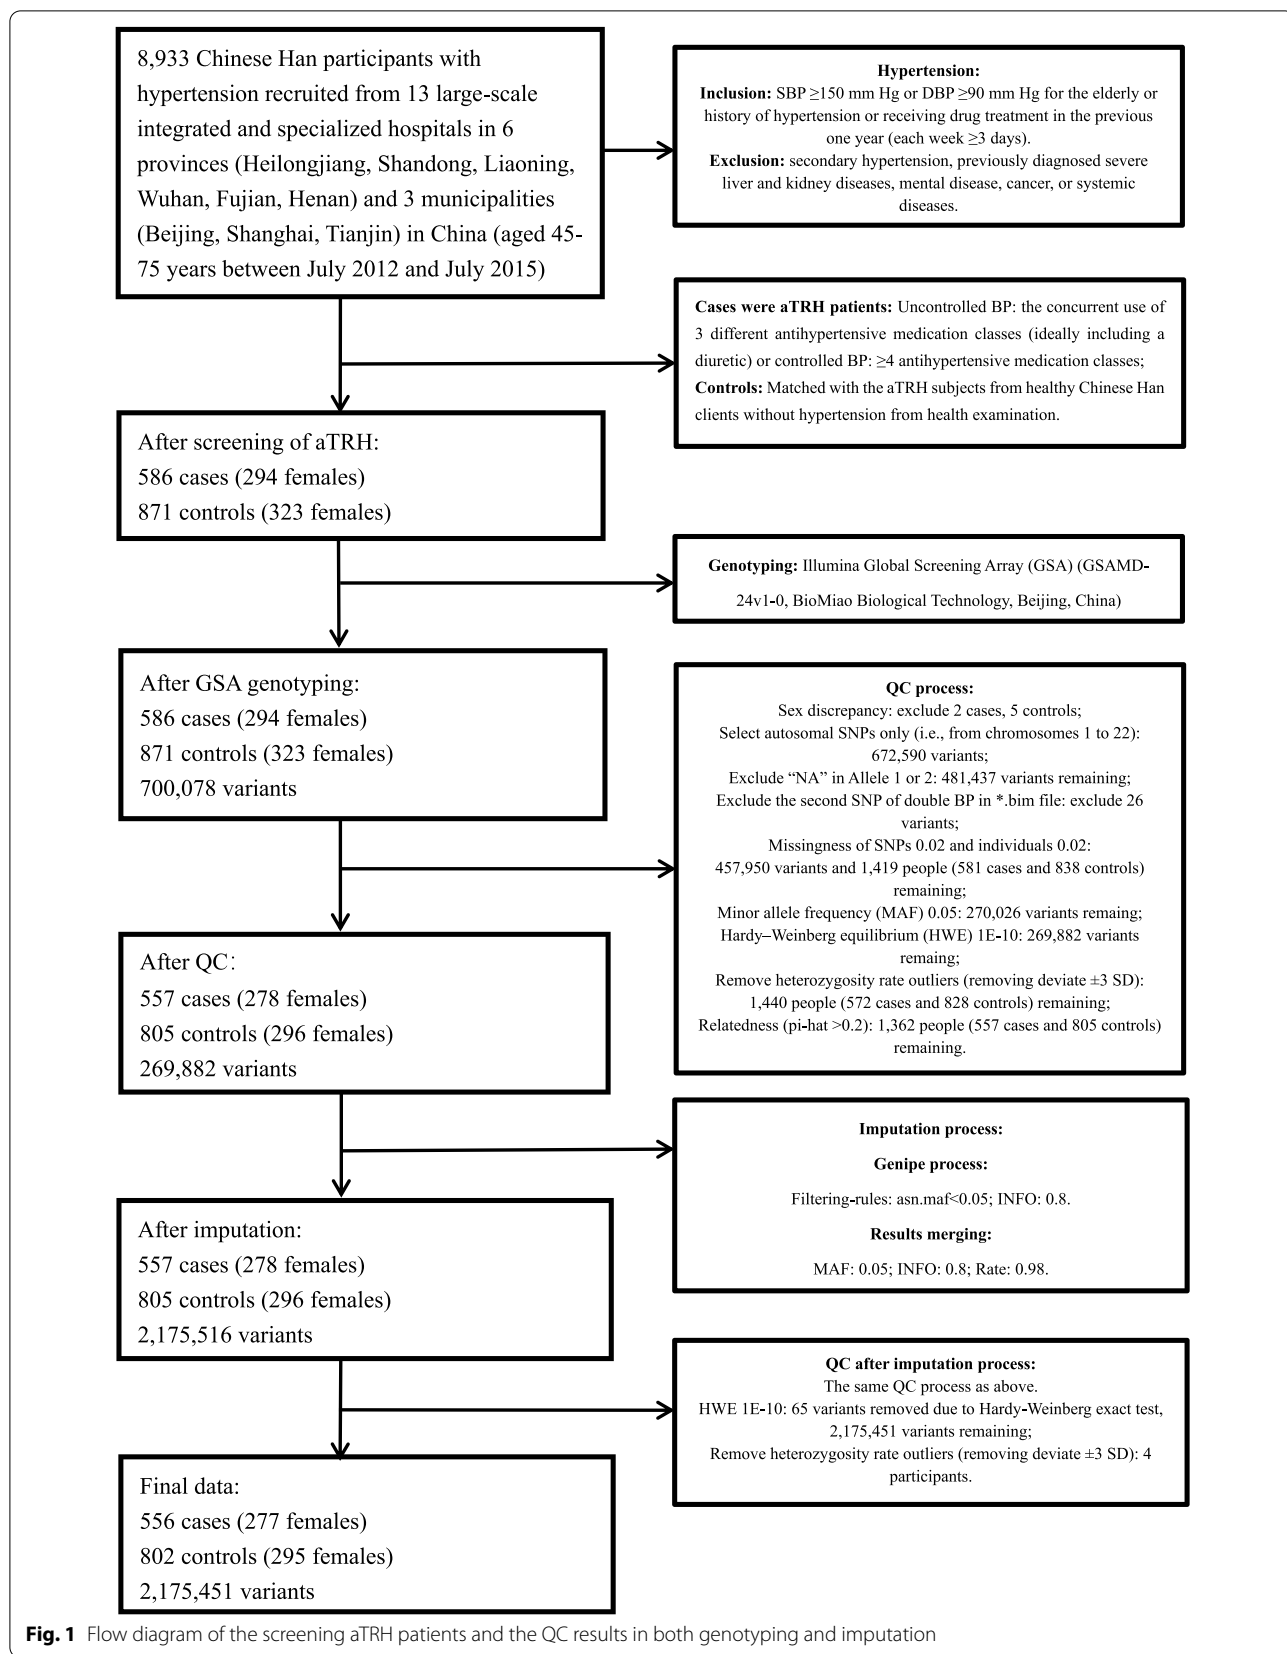 8,933 Chinese Han participants with
hypertension recruited from 13 large-scale
integrated and specialized hospitals in 6
provinces (Heilongjiang, Shandong, Liaoning,
Wuhan, Fujian, Henan) and 3 municipalities
(Beijing, Shanghai, Tianjin) in China (aged 45-
75 years between July 2012 and July 2015)
Hypertension:
Inclusion: SBP ≥150 mm Hg or DBP ≥90 mm Hg for the elderly or
history of hypertension or receiving drug treatment in the previous
one year (each week ≥3 days).
Exclusion: secondary hypertension, previously diagnosed severe
liver and kidney diseases, mental disease, cancer, or systemic
diseases.
Cases were aTRH patients: Uncontrolled BP: the concurrent use of
3 different antihypertensive medication classes (ideally including a
diuretic) or controlled BP: ≥4 antihypertensive medication classes;
Controls: Matched with the aTRH subjects from healthy Chinese Han
clients without hypertension from health examination.
After screening of aTRH:
586 cases (294 females)
871 controls (323 females)
Genotyping: Illumina Global Screening Array (GSA) (GSAMD-
24v1-0, BioMiao Biological Technology, Beijing, China)
After GSA genotyping:
586 cases (294 females)
871 controls (323 females)
700,078 variants
QC process:
Sex discrepancy: exclude 2 cases, 5 controls;
Select autosomal SNPs only (i.e., from chromosomes 1 to 22):
672,590 variants;
Exclude “NA” in Allele 1 or 2: 481,437 variants remaining;
Exclude the second SNP of double BP in *.bim file: exclude 26
variants;
Missingness of SNPs 0.02 and individuals 0.02:
457,950 variants and 1,419 people (581 cases and 838 controls)
remaining;
Minor allele frequency (MAF) 0.05: 270,026 variants remaing;
Hardy–Weinberg equilibrium (HWE) 1E-10: 269,882 variants
remaing;
Remove heterozygosity rate outliers (removing deviate ±3 SD):
1,440 people (572 cases and 828 controls) remaining;
Relatedness (pi-hat >0.2): 1,362 people (557 cases and 805 controls)
remaining.
After QC:
557 cases (278 females)
805 controls (296 females)
269,882 variants
Imputation process:
Genipe process:
Filtering-rules: asn.maf<0.05; INFO: 0.8.
Results merging:
MAF: 0.05; INFO: 0.8; Rate: 0.98.
After imputation:
557 cases (278 females)
805 controls (296 females)
2,175,516 variants
QC after imputation process:
The same QC process as above.
HWE 1E-10: 65 variants removed due to Hardy-Weinberg exact test,
2,175,451 variants remaining;
Remove heterozygosity rate outliers (removing deviate ±3 SD): 4
participants.
Final data:
556 cases (277 females)
802 controls (295 females)
2,175,451 variants
Fig. 1 Flow diagram of the screening aTRH patients and the QC results in both genotyping and imputation